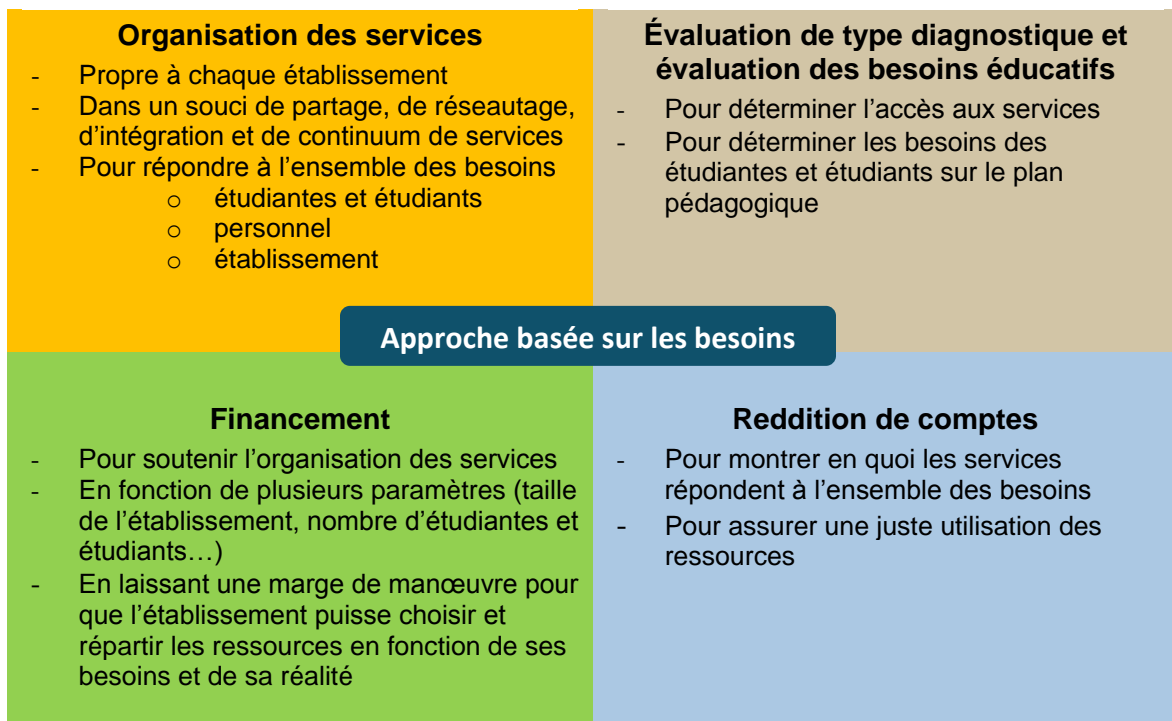 Organisation des services
- Propre à chaque établissement
- Dans un souci de partage, de réseautage,
d'intégration et de continuum de services
- Pour répondre à l'ensemble des besoins
o étudiantes et étudiants
o personnel
o établissement
Évaluation de type diagnostique et
évaluation des besoins éducatifs
- Pour déterminer l'accès aux services
- Pour déterminer les besoins des
étudiantes et étudiants sur le plan
pédagogique
Approche basée sur les besoins
Financement
- Pour soutenir l'organisation des services
- En fonction de plusieurs paramètres (taille
de l'établissement, nombre d'étudiantes et
étudiants…)
- En laissant une marge de manœuvre pour
que l'établissement puisse choisir et
répartir les ressources en fonction de ses
besoins et de sa réalité
Reddition de comptes
- Pour montrer en quoi les services
répondent à l'ensemble des besoins
- Pour assurer une juste utilisation des
ressources